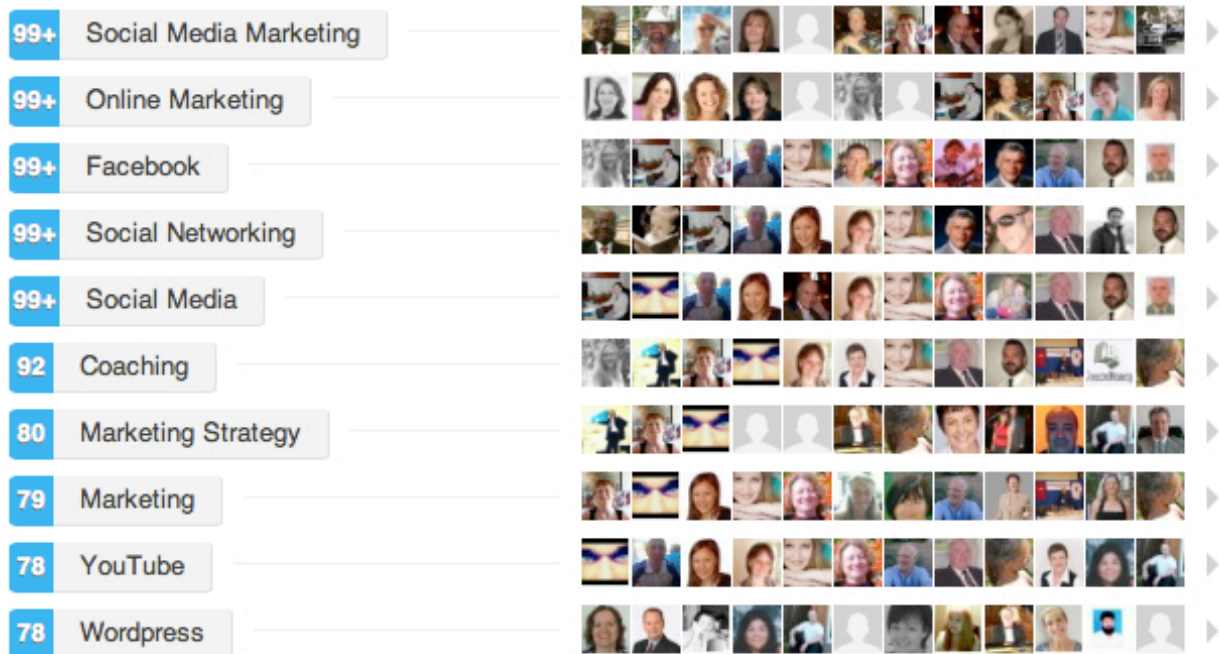 99+ Social Media Marketing
99+ Online Marketing
99+ Facebook
99+ Social Networking
99+ Social Media
92 Coaching
80 Marketing Strategy
79 Marketing
78 YouTube
78 Wordpress